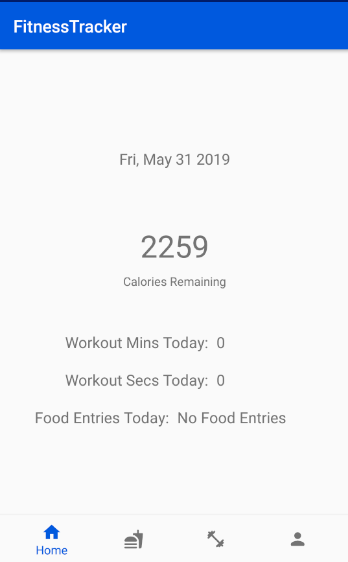 FitnessTracker
Fri, May 31 2019
2259
Calories Remaining
Workout Mins Today: 0
Workout Secs Today: 0
Food Entries Today: No Food Entries
Home